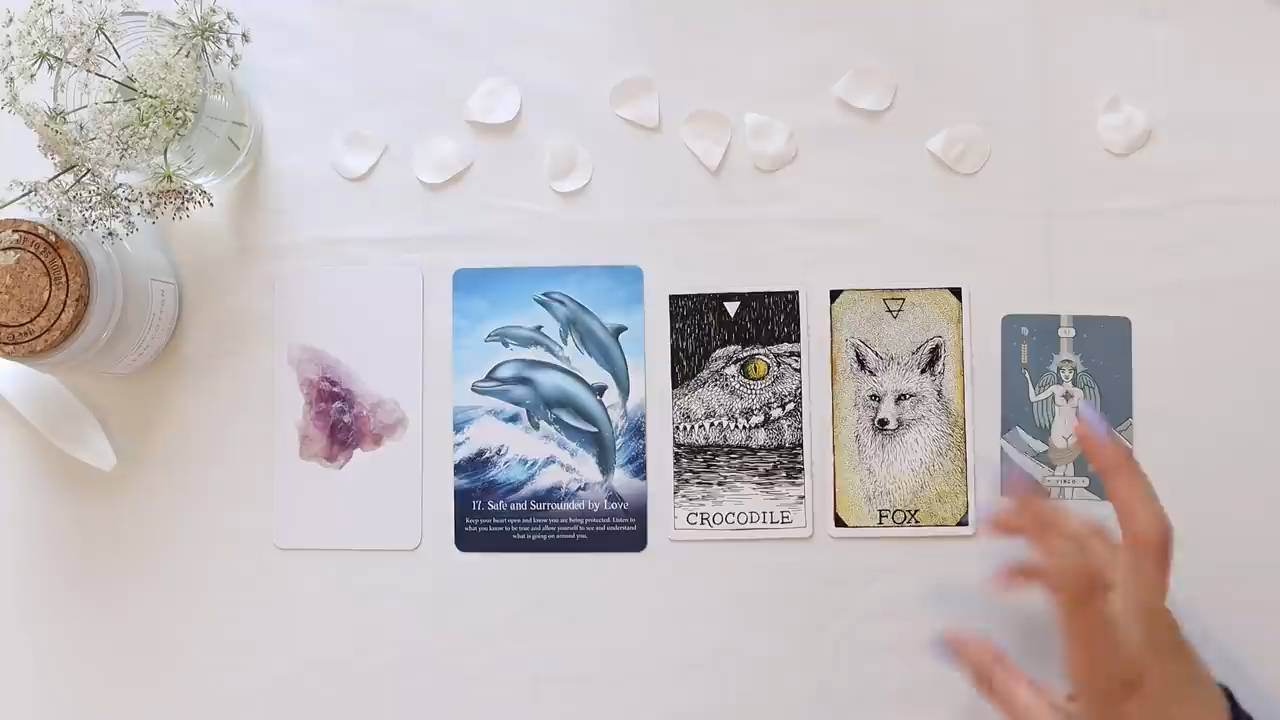 17. Safe and Surrounded by Love
Keep your heart open and know you are being protected. Listen to
what you know to be true and allow yourself to see and understand
what is going on around you.
CROCODILE
FOX
VI
VIRGO